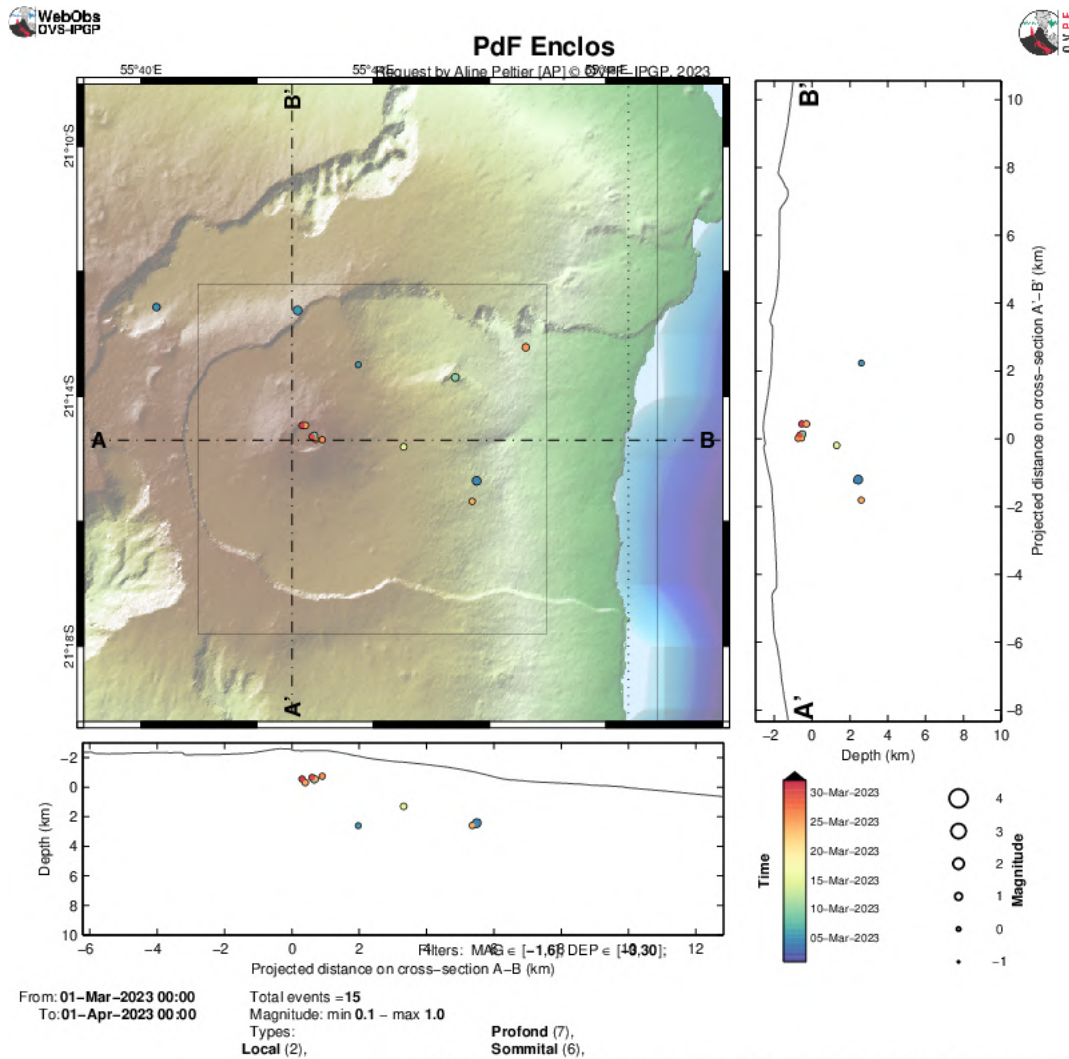 WebObs
OVS-IPGP
PdF Enclos
Request by Aline Peltier [AP] © OVPF-IPGP, 2023
55°40'E
21°10'S
21°14'S
21°18'S
B'
A
B
A'
B'
A'
10
8
6
4
2
0
−2
−4
−6
−8
Projected distance on cross−section A'−B' (km)
−2 0 2 4 6 8 10
Depth (km)
−2
0
2
4
6
8
10
Depth (km)
−6 −4 −2 0 2 4 6 8 10 12
Filters: MAG ∈ [−1,6], DEP ∈ [−3,30];
Projected distance on cross−section A−B (km)
Time
30−Mar−2023
25−Mar−2023
20−Mar−2023
15−Mar−2023
10−Mar−2023
05−Mar−2023
4
3
2
1
0
−1
Magnitude
From: 01−Mar−2023 00:00
To: 01−Apr−2023 00:00
Total events =15
Magnitude: min 0.1 − max 1.0
Types:
Local (2),
Profond (7),
Sommital (6),